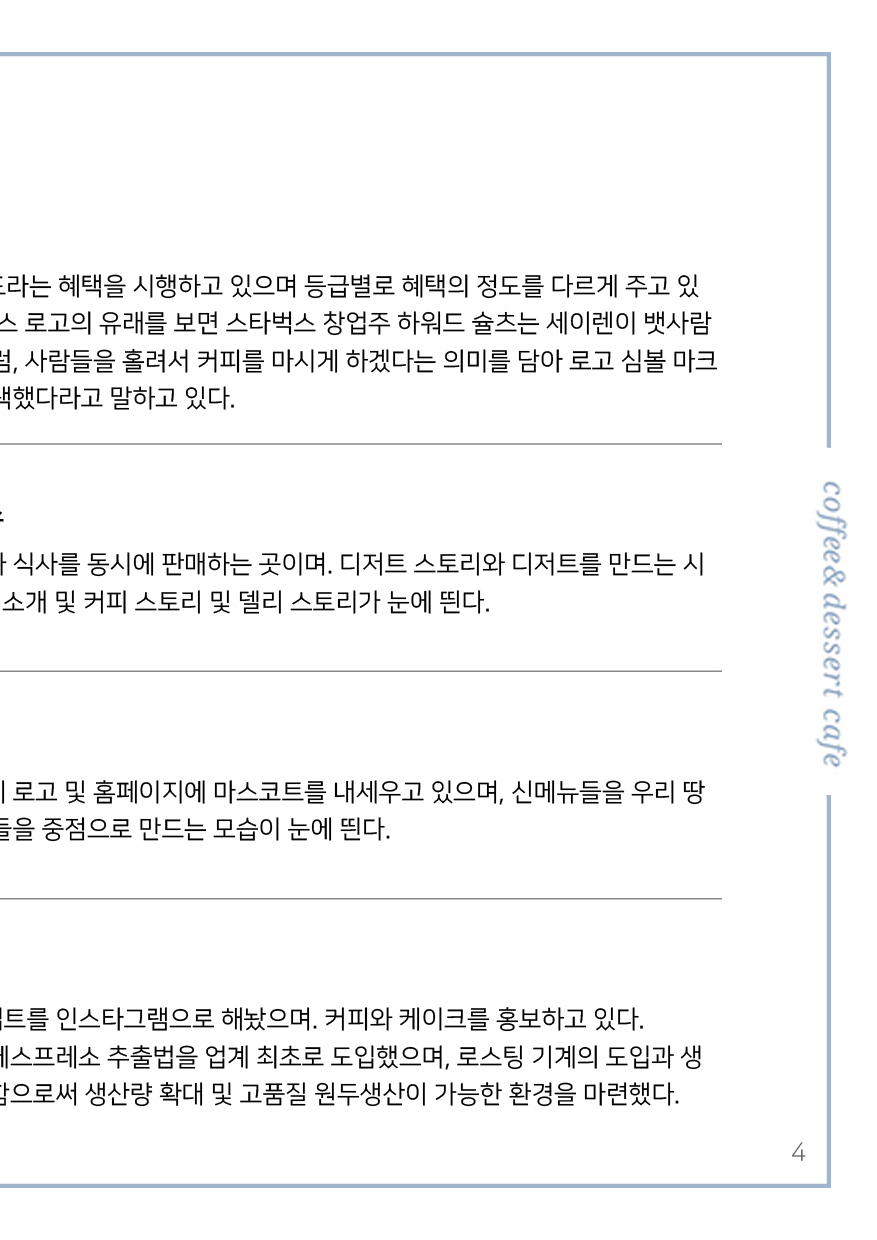 라는 혜택을 시행하고 있으며 등급별로 혜택의 정도를 다르게 주고 있
스 로고의 유래를 보면 스타벅스 창업주 하워드 슐츠는 세이렌이 뱃사람
럼, 사람들을 홀려서 커피를 마시게 하겠다는 의미를 담아 로고 심볼 마크
택했다라고 말하고 있다.
식사를 동시에 판매하는 곳이며. 디저트 스토리와 디저트를 만드는 시
소개 및 커피 스토리 및 델리 스토리가 눈에 띈다.
로고 및 홈페이지에 마스코트를 내세우고 있으며, 신메뉴들을 우리 땅
들을 중점으로 만드는 모습이 눈에 띈다.
트를 인스타그램으로 해놨으며. 커피와 케이크를 홍보하고 있다.
에스프레소 추출법을 업계 최초로 도입했으며, 로스팅 기계의 도입과 생
함으로써 생산량 확대 및 고품질 원두생산이 가능한 환경을 마련했다.
coffee & dessert cafe
4